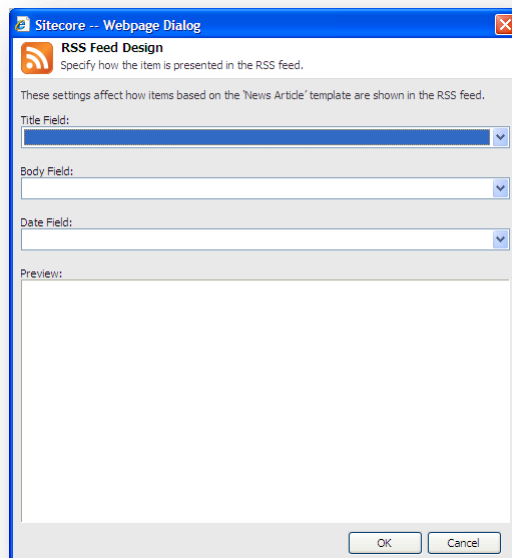 Sitecore -- Webpage Dialog
RSS Feed Design
Specify how the item is presented in the RSS feed.
These settings affect how items based on the 'News Article' template are shown in the RSS feed.
Title Field:
Body Field:
Date Field:
Preview:
OK Cancel